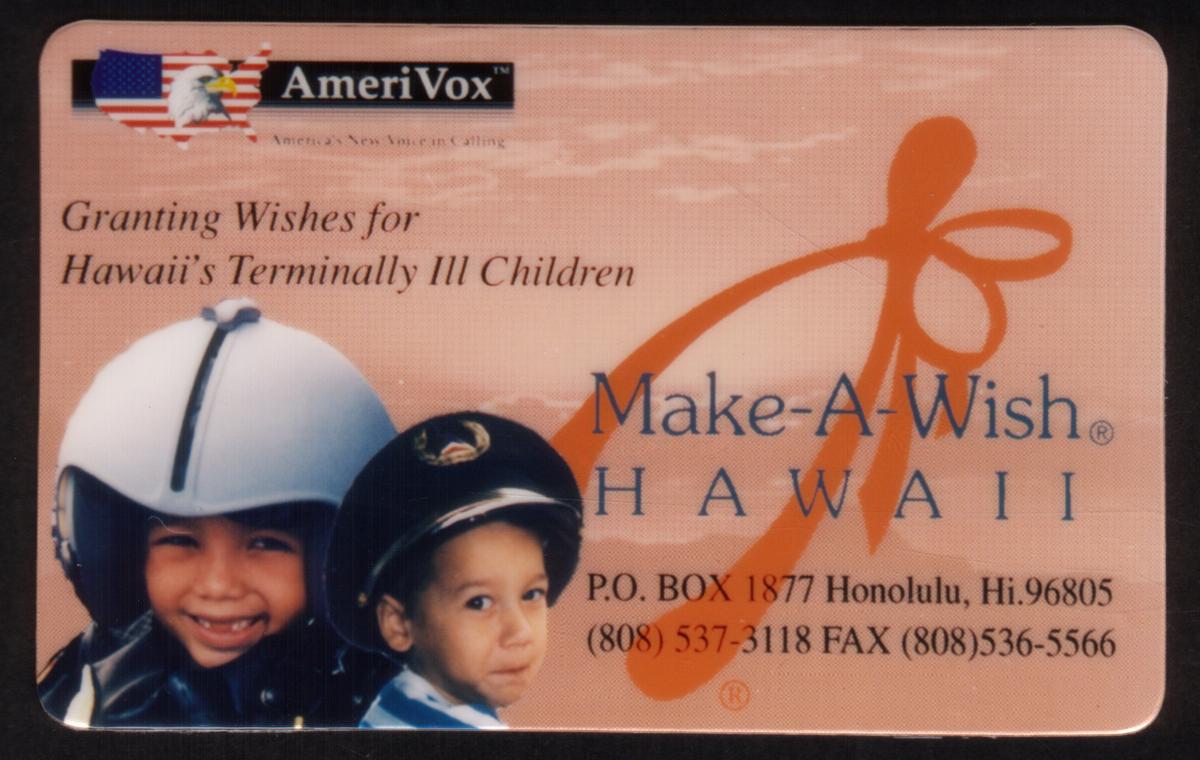 AmeriVox™
America's New Voice in Calling
Granting Wishes for
Hawaii's Terminally Ill Children
Make-A-Wish®
HAWAII
P.O. BOX 1877 Honolulu, Hi.96805
(808) 537-3118 FAX (808)536-5566
®